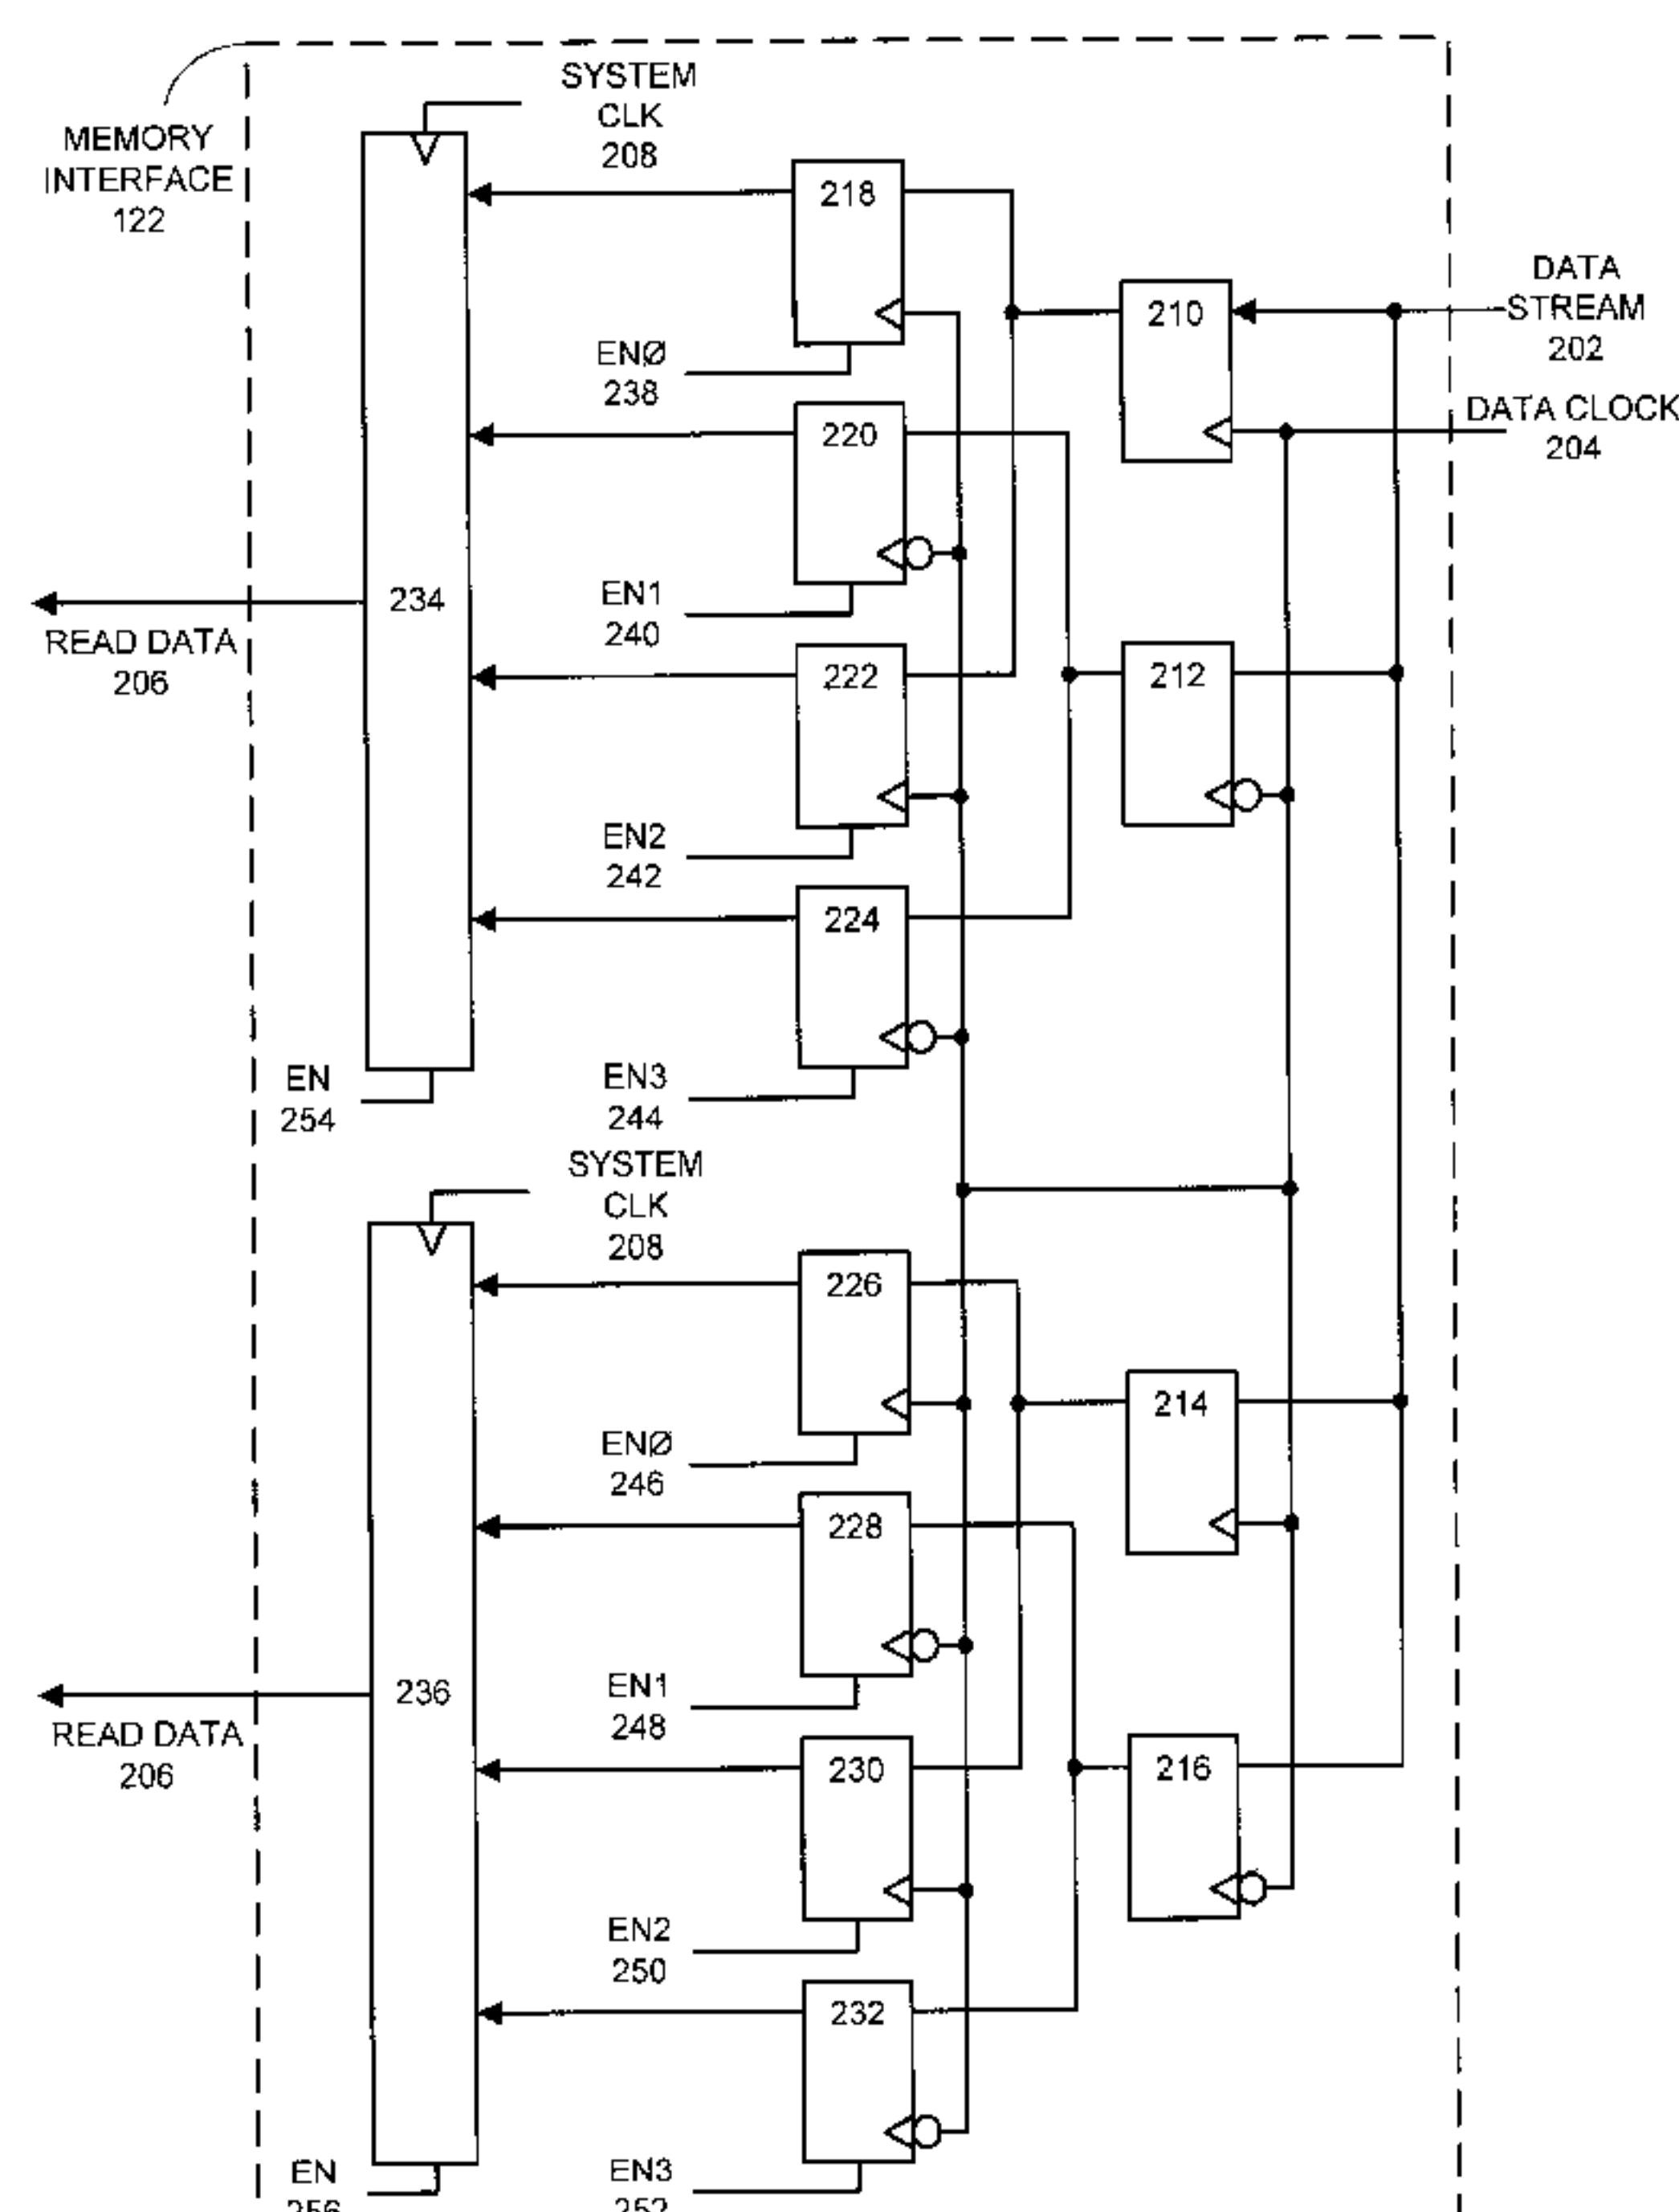 SYSTEM
CLK
208
MEMORY
INTERFACE
122
218
DATA
STREAM
202
210
ENØ
238
DATA CLOCK
204
220
EN1
240
234
READ DATA
206
222
212
EN2
242
224
EN
254
EN3
244
SYSTEM
CLK
208
226
214
ENØ
246
228
EN1
248
236
READ DATA
206
230
216
EN2
250
232
EN
256
EN3
252